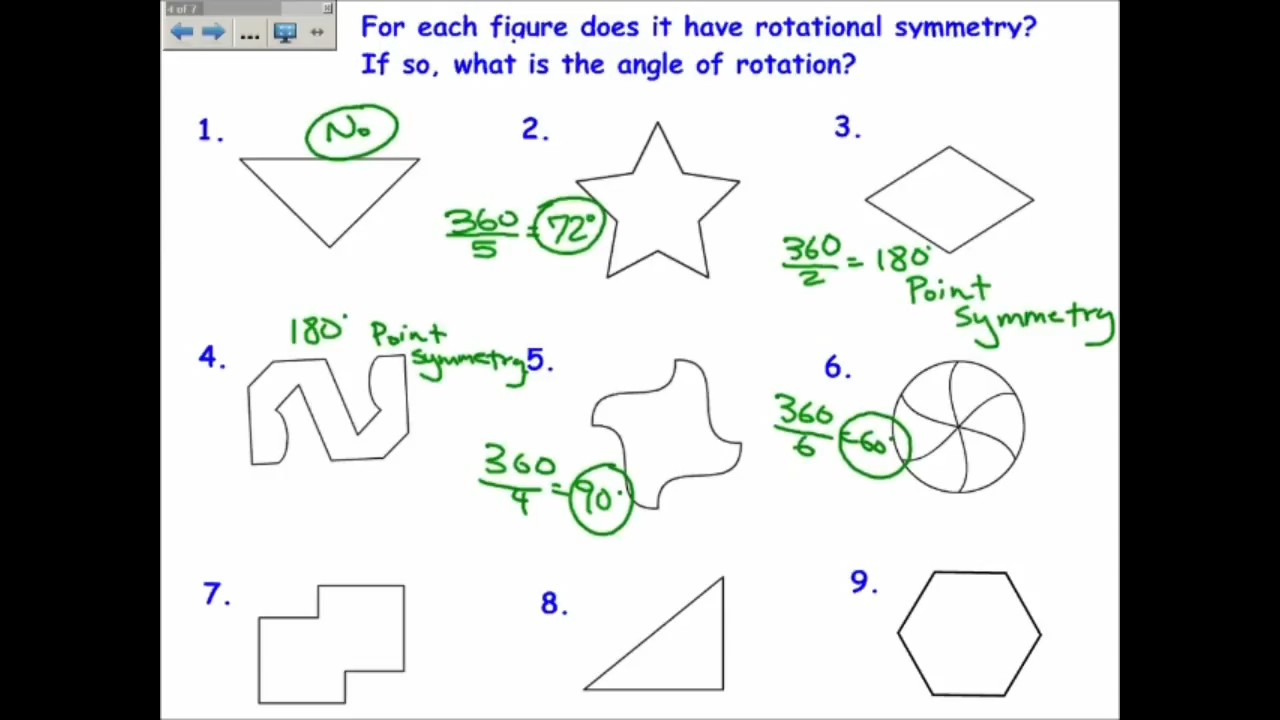 4 of 7
For each figure does it have rotational symmetry?
If so, what is the angle of rotation?
1.
No
2.
360/5 = 72°
3.
360/2 = 180°
Point
Symmetry
4.
180° Point
Symmetry
5.
360/4 = 90°
6.
360/6 = 60°
7.
8.
9.